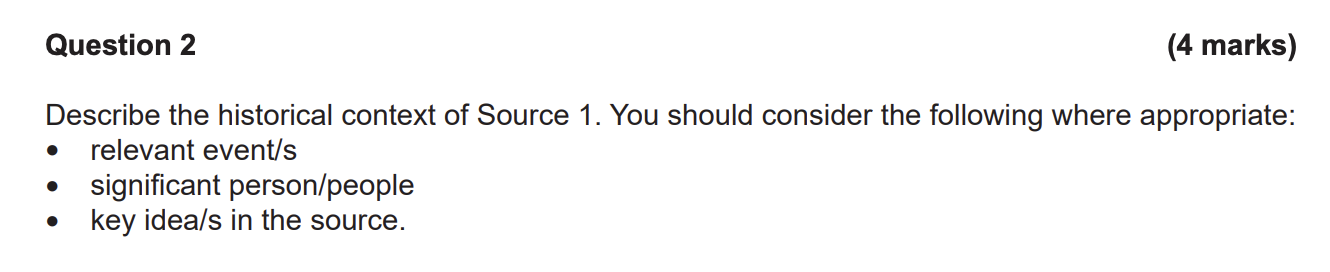 Question 2 (4 marks)
Describe the historical context of Source 1. You should consider the following where appropriate:
• relevant event/s
• significant person/people
• key idea/s in the source.